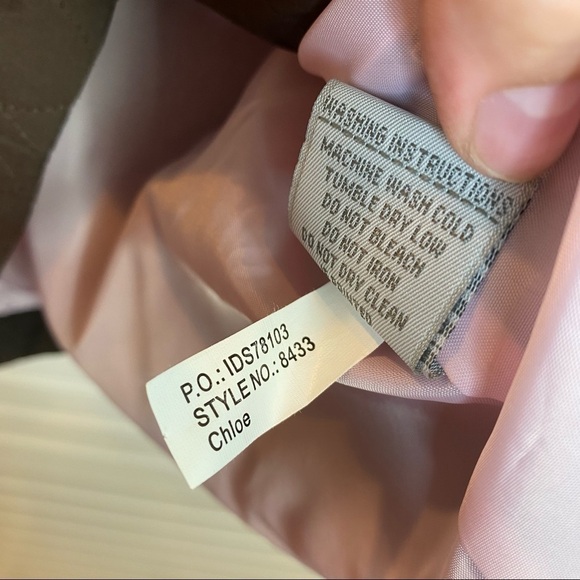 WASHING INSTRUCTIONS
MACHINE WASH COLD
TUMBLE DRY LOW
DO NOT BLEACH
DO NOT IRON
DO NOT DRY CLEAN
P.O.: IDS78103
STYLE NO.: 8433
Chloe